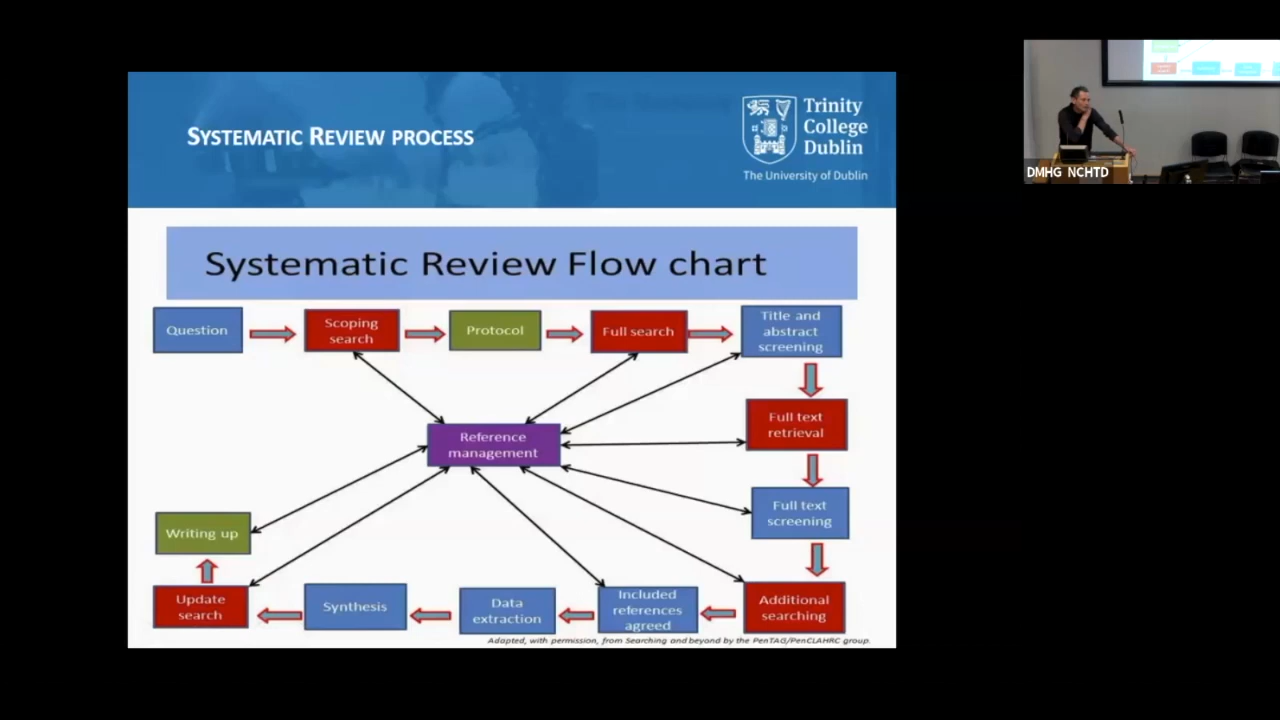 SYSTEMATIC REVIEW PROCESS
Trinity
College
Dublin
The University of Dublin
DMHG NCHTD
Systematic Review Flow chart
Question
Scoping
search
Protocol
Full search
Title and
abstract
screening
Full text
retrieval
Reference
management
Full text
screening
Writing up
Update
search
Synthesis
Data
extraction
Included
references
agreed
Additional
searching
Adapted, with permission, from Searching and beyond by the PenTAG/PenCLAHRC group.